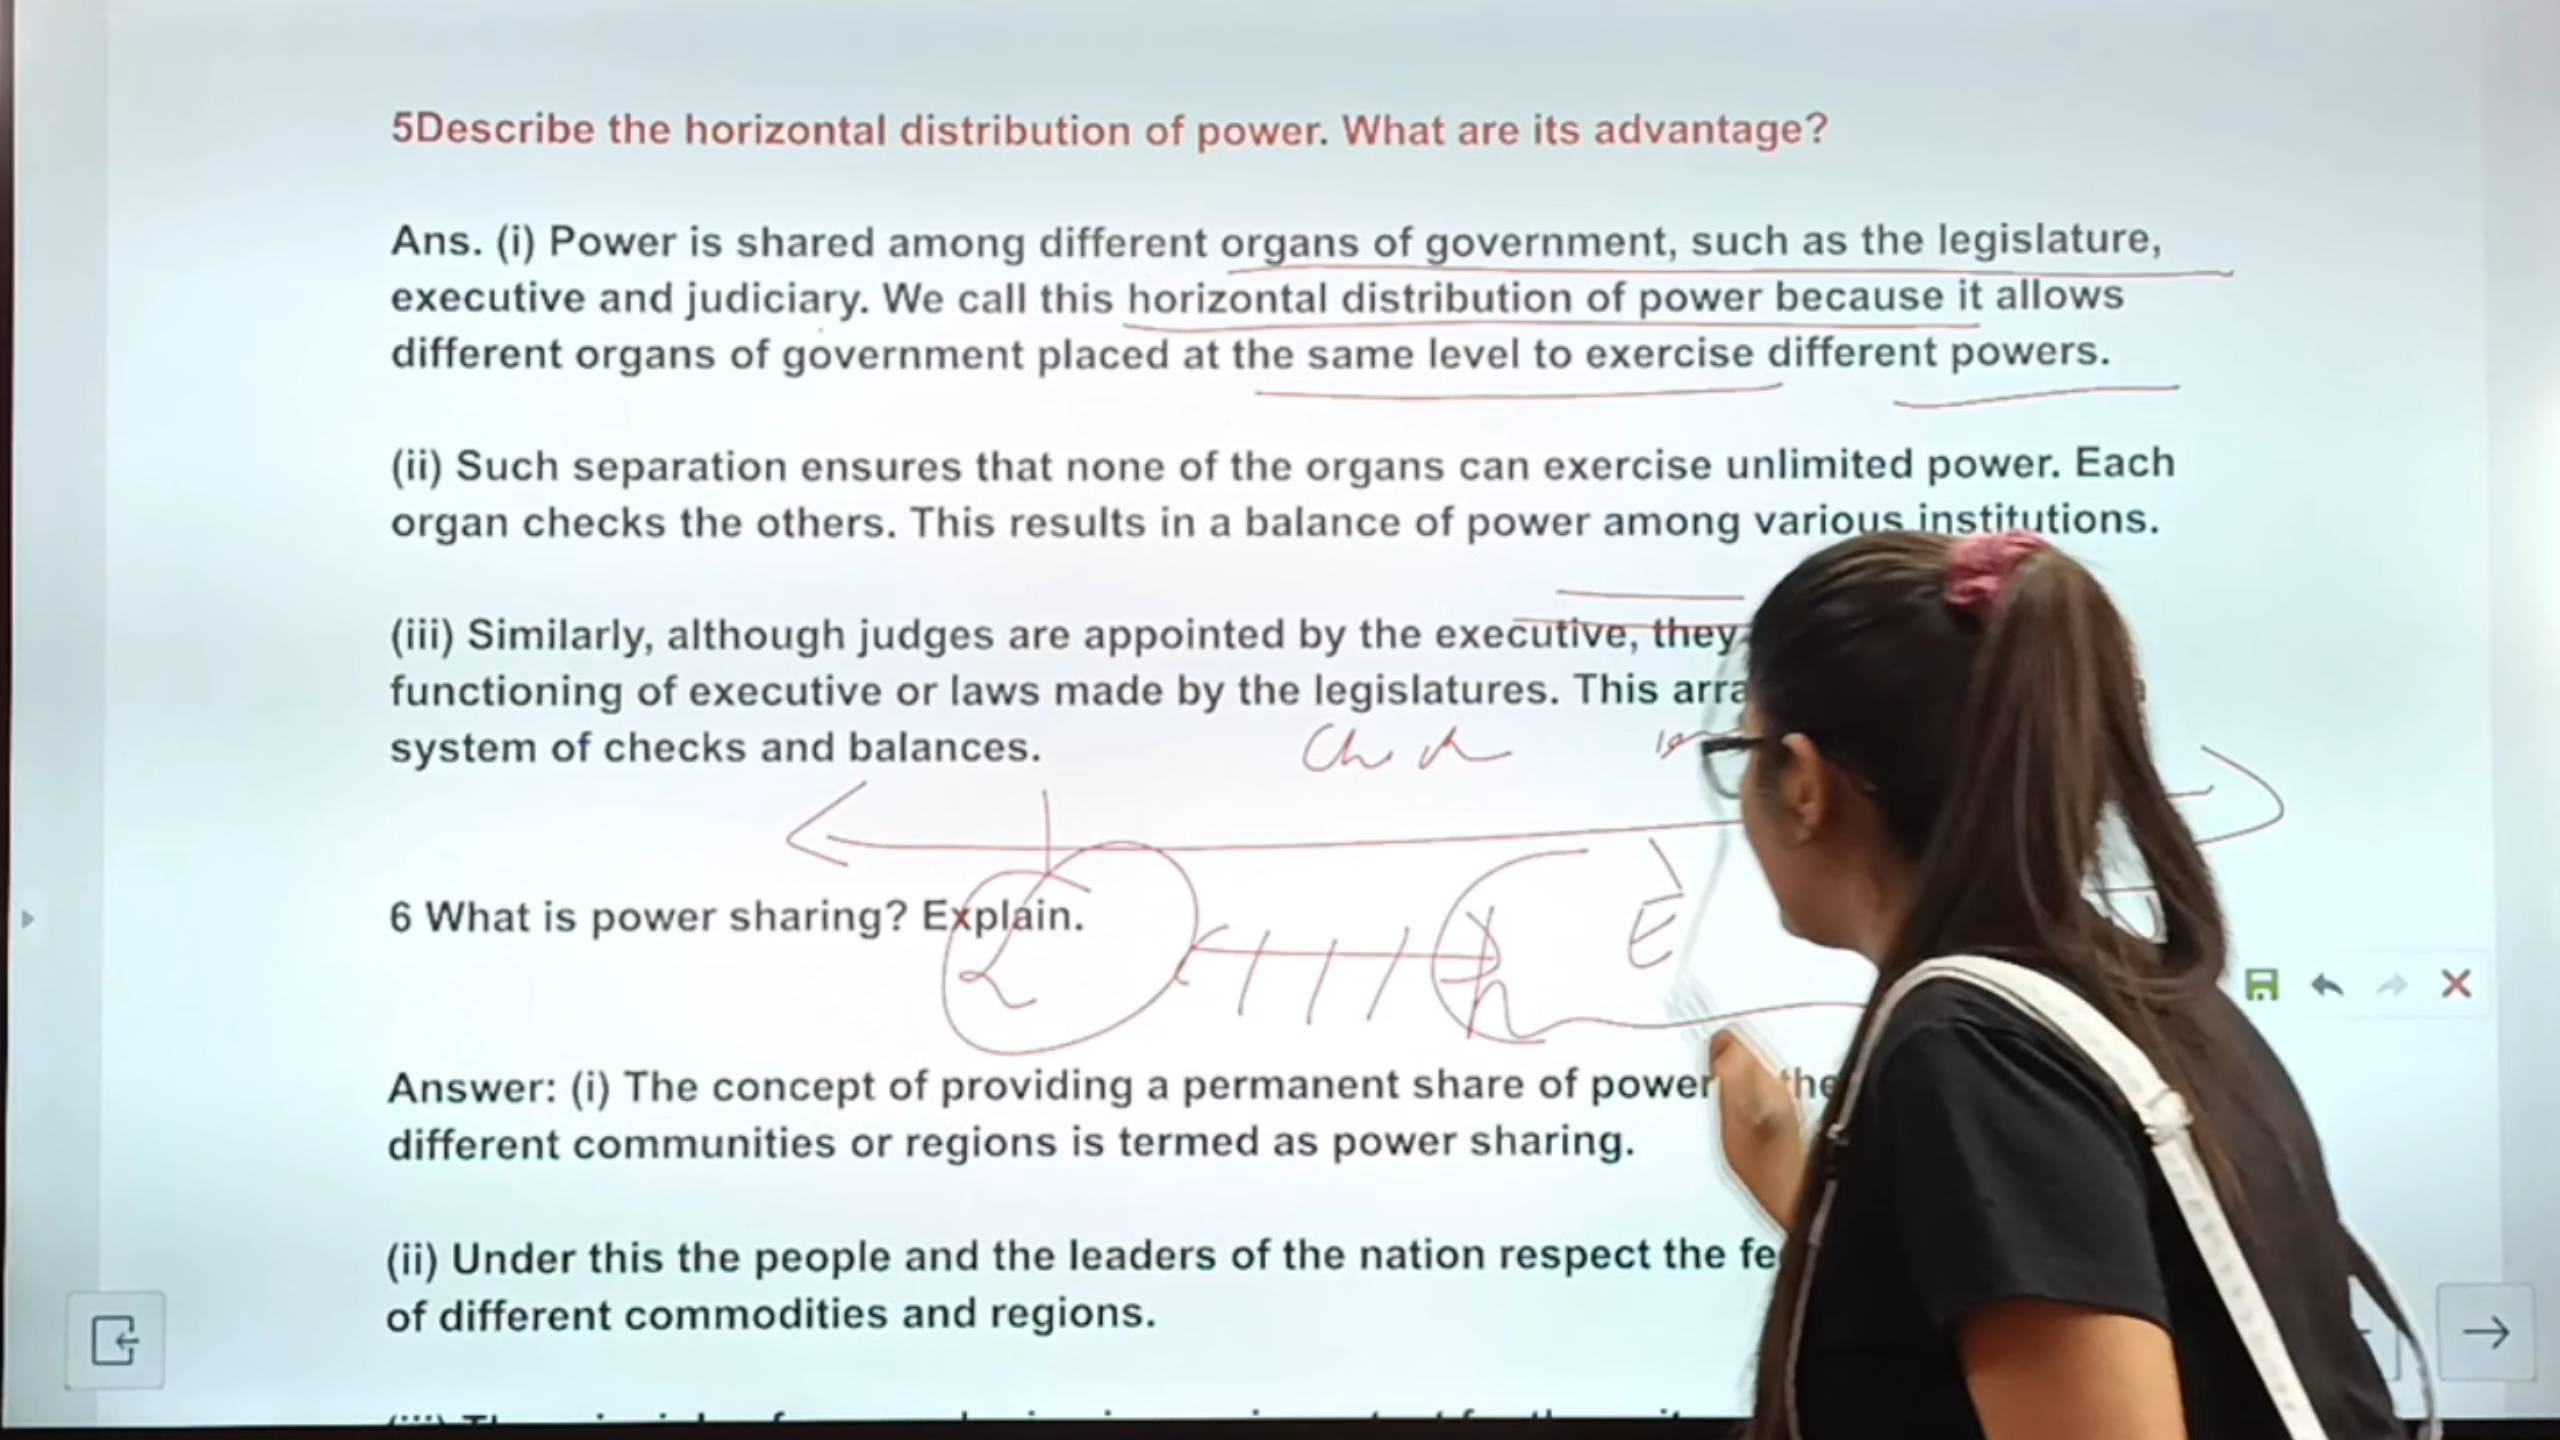 5Describe the horizontal distribution of power. What are its advantage?
Ans. (i) Power is shared among different organs of government, such as the legislature,
executive and judiciary. We call this horizontal distribution of power because it allows
different organs of government placed at the same level to exercise different powers.
(ii) Such separation ensures that none of the organs can exercise unlimited power. Each
organ checks the others. This results in a balance of power among various institutions.
(iii) Similarly, although judges are appointed by the executive, they
functioning of executive or laws made by the legislatures. This
system of checks and balances.
L E
6 What is power sharing? Explain.
Answer: (i) The concept of providing a permanent share of power
different communities or regions is termed as power sharing.
(ii) Under this the people and the leaders of the nation respect the
of different commodities and regions.